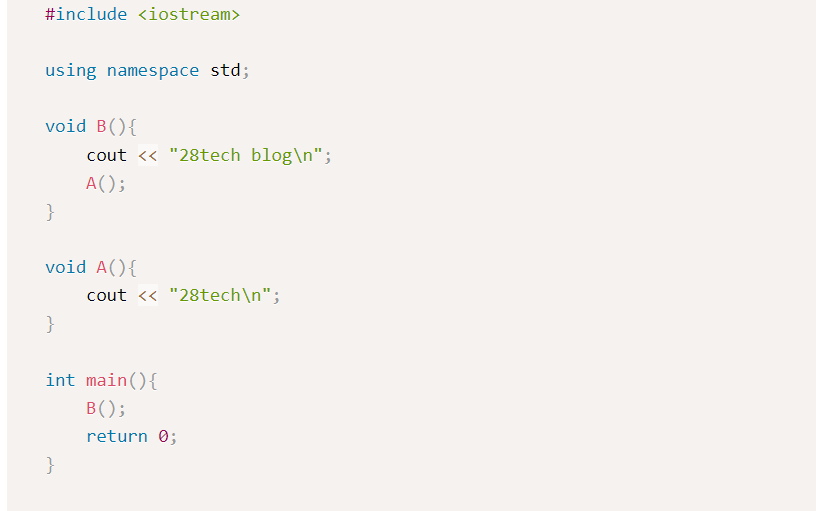 #include <iostream>
using namespace std;
void B(){
    cout << "28tech blog\n";
    A();
}
void A(){
    cout << "28tech\n";
}
int main(){
    B();
    return 0;
}